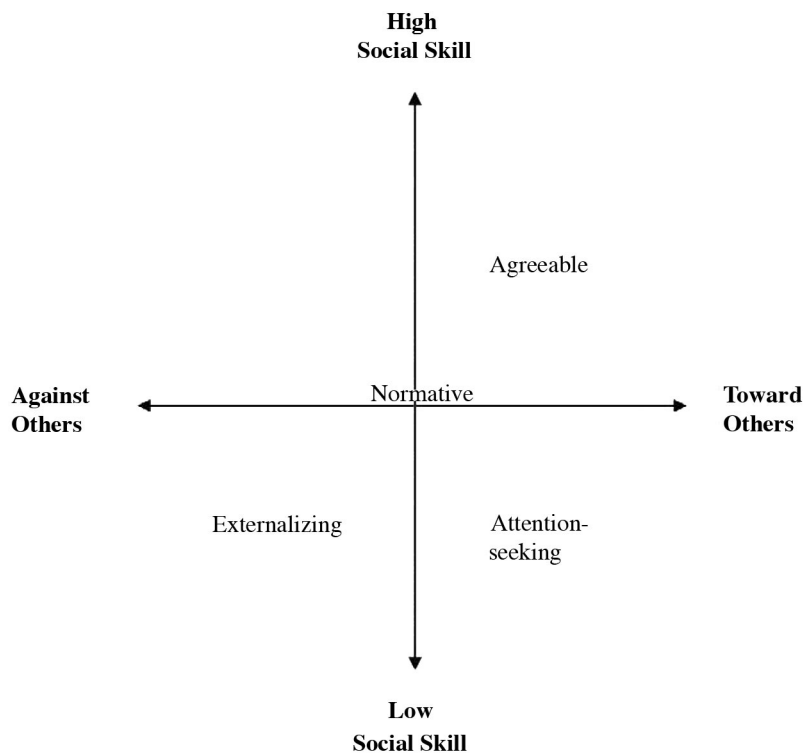 High
Social Skill
Agreeable
Against
Others
Normative
Toward
Others
Externalizing
Attention-
seeking
Low
Social Skill